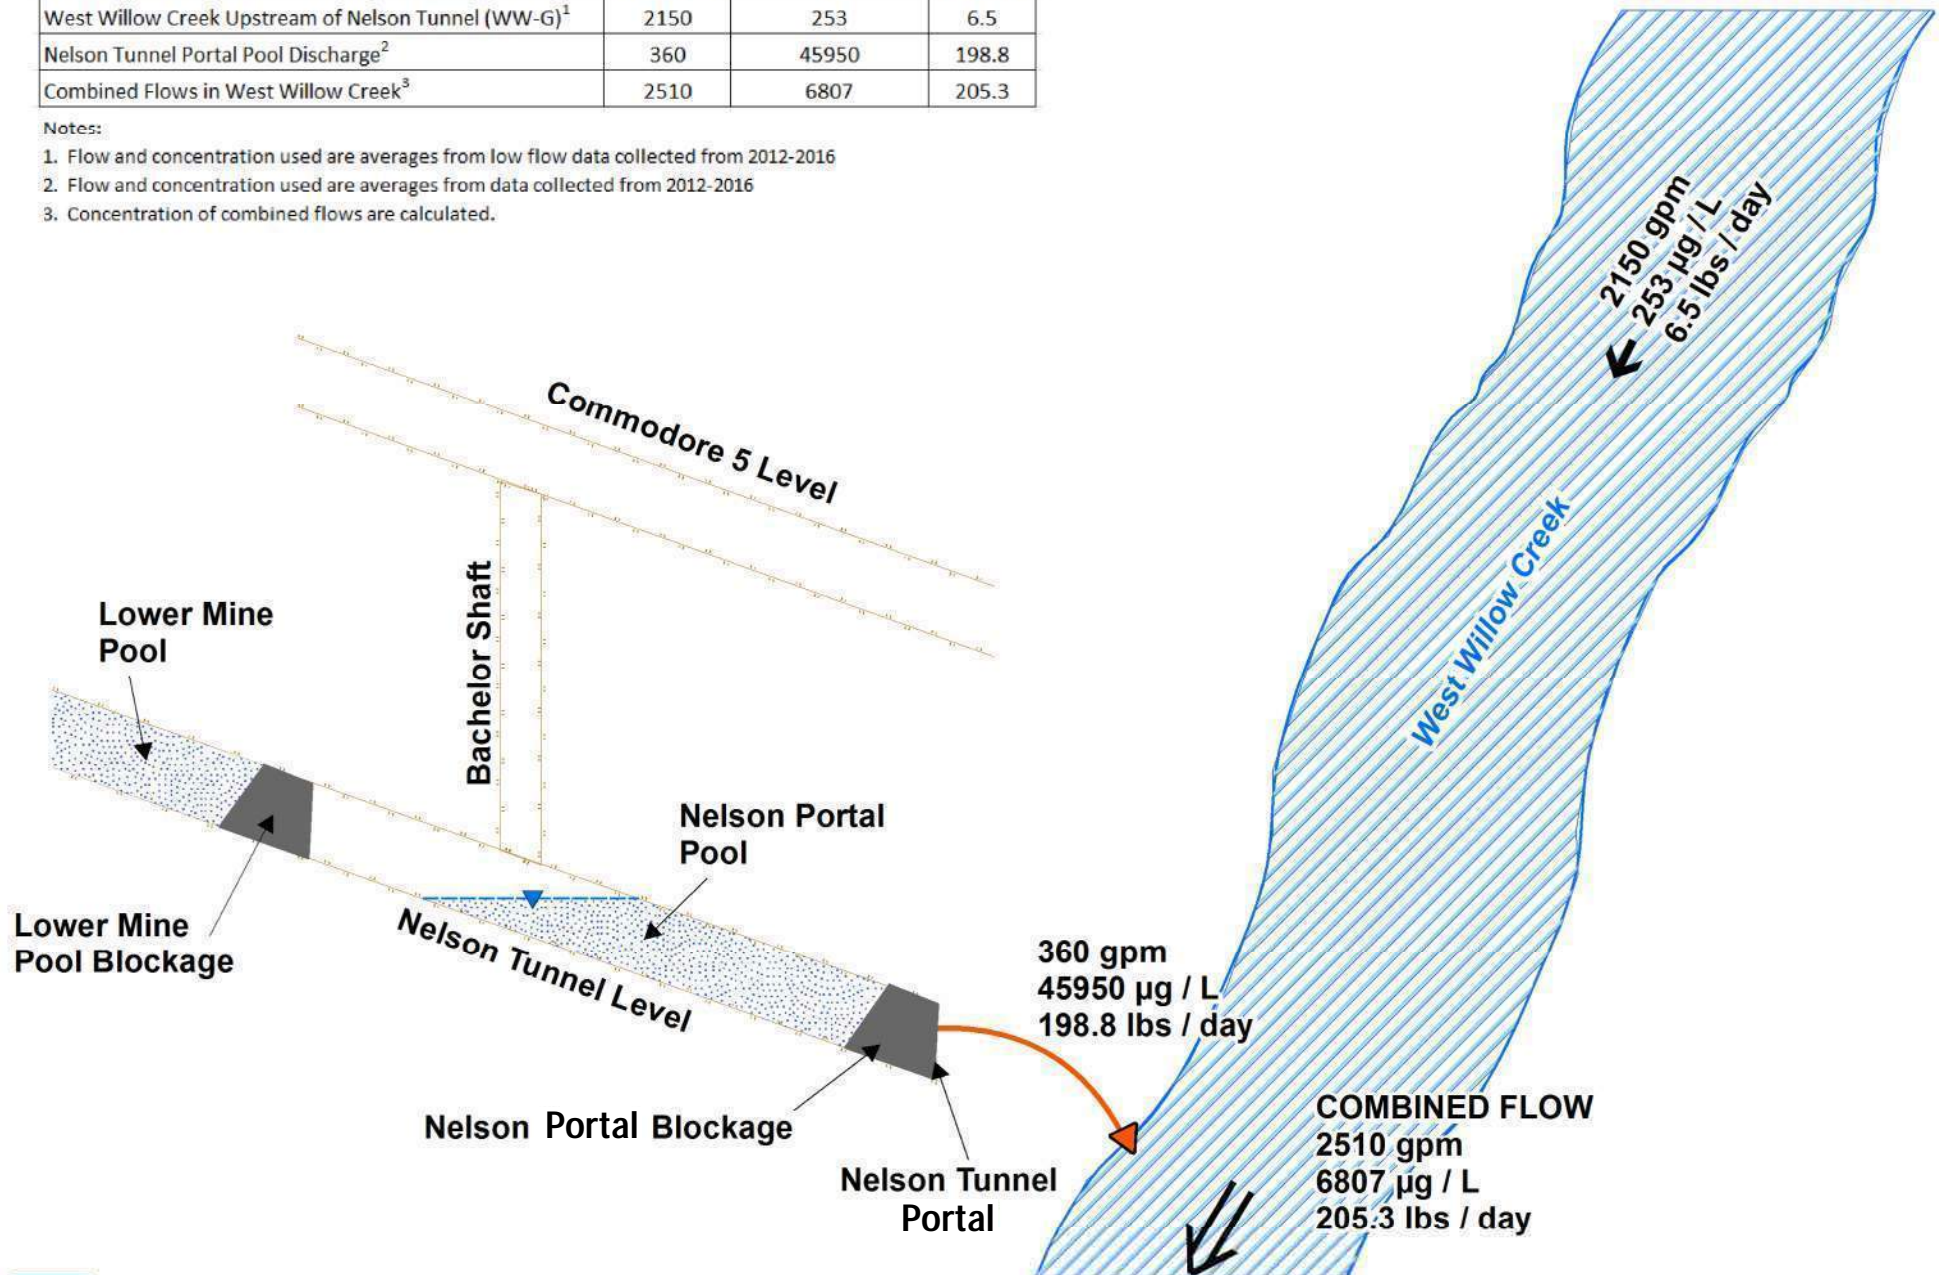 West Willow Creek Upstream of Nelson Tunnel (WW-G)¹ 2150 253 6.5
Nelson Tunnel Portal Pool Discharge² 360 45950 198.8
Combined Flows in West Willow Creek³ 2510 6807 205.3
Notes:
1. Flow and concentration used are averages from low flow data collected from 2012-2016
2. Flow and concentration used are averages from data collected from 2012-2016
3. Concentration of combined flows are calculated.
2150 gpm
253 µg / L
6.5 lbs / day
Commodore 5 Level
West Willow Creek
Bachelor Shaft
Lower Mine
Pool
Nelson Portal
Pool
Lower Mine
Pool Blockage
Nelson Tunnel Level
360 gpm
45950 µg / L
198.8 lbs / day
Nelson Portal Blockage
Nelson Tunnel
Portal
COMBINED FLOW
2510 gpm
6807 µg / L
205.3 lbs / day